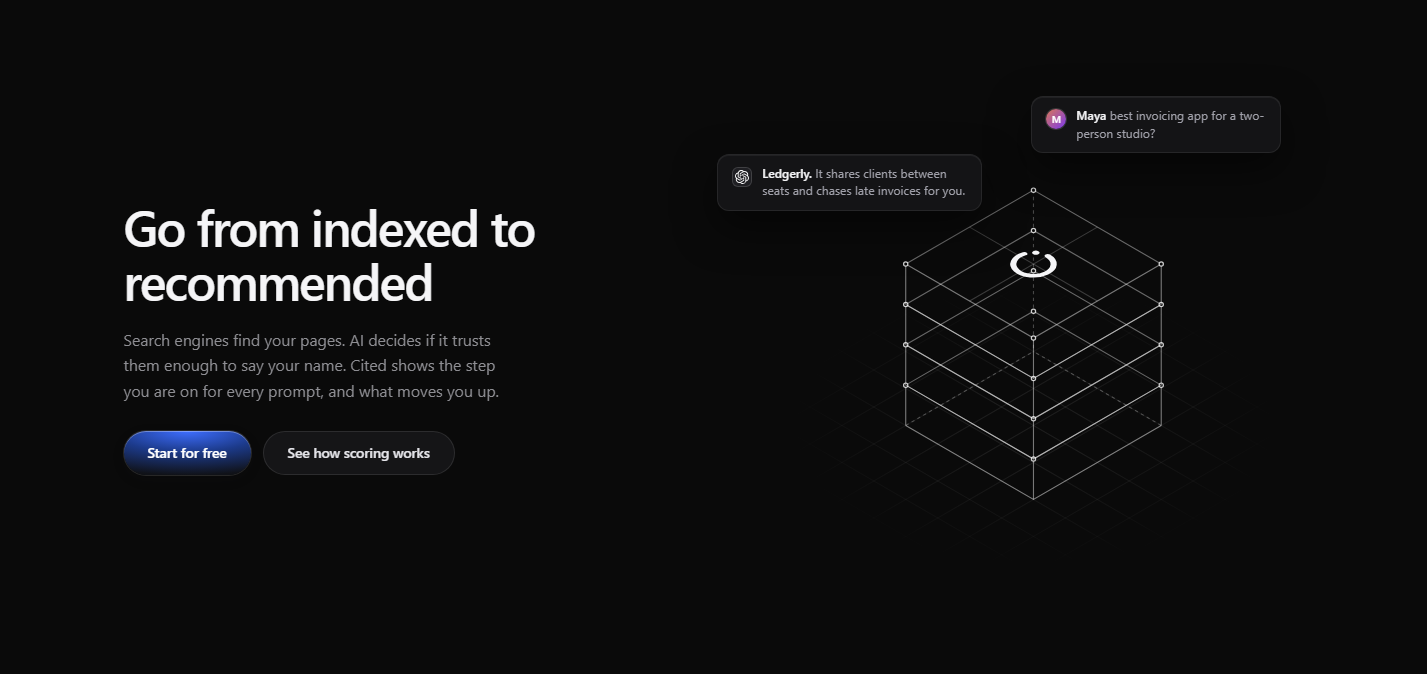 Go from indexed to
recommended
Search engines find your pages. AI decides if it trusts
them enough to say your name. Cited shows the step
you are on for every prompt, and what moves you up.
Start for free
See how scoring works
M
Maya best invoicing app for a two-
person studio?
Ledgerly. It shares clients between
seats and chases late invoices for you.